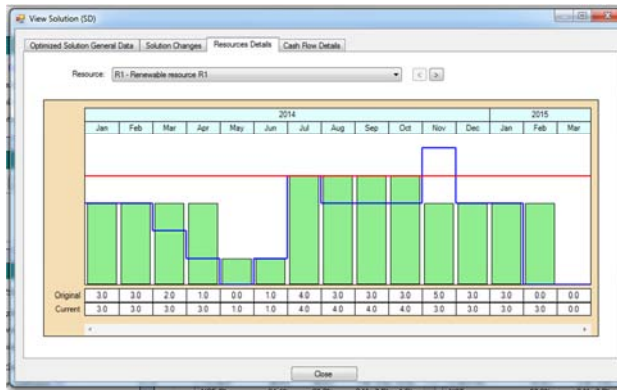 View Solution (SD)
Optimized Solution General Data Solution Changes Resources Details Cash Flow Details
Resource: R1 - Renewable resource R1 < >
2014 2015
Jan Feb Mar Apr May Jun Jul Aug Sep Oct Nov Dec Jan Feb Mar
Original 3.0 3.0 2.0 1.0 0.0 1.0 4.0 3.0 3.0 3.0 5.0 3.0 3.0 0.0 0.0
Current 3.0 3.0 3.0 3.0 1.0 1.0 4.0 4.0 4.0 4.0 3.0 3.0 3.0 3.0 0.0
Close